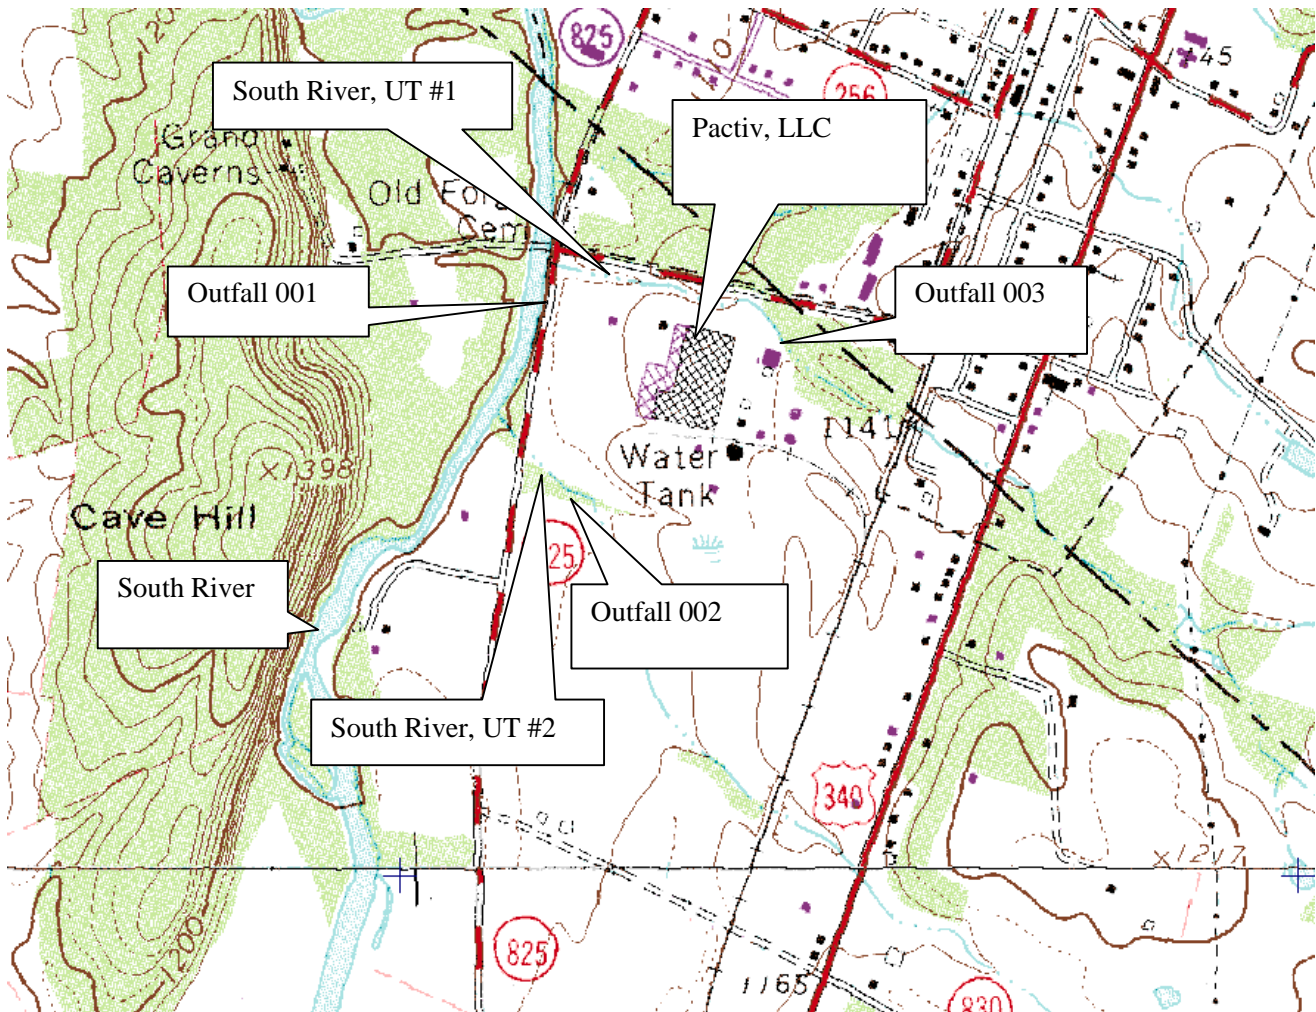 825
1145
South River, UT #1
256
Pactiv, LLC
Grand
Caverns
Old
Cem
Outfall 001
Outfall 003
1141
Water
Tank
X1398
Cave Hill
25
South River
Outfall 002
South River, UT #2
340
X1217
1200
825
1165
830